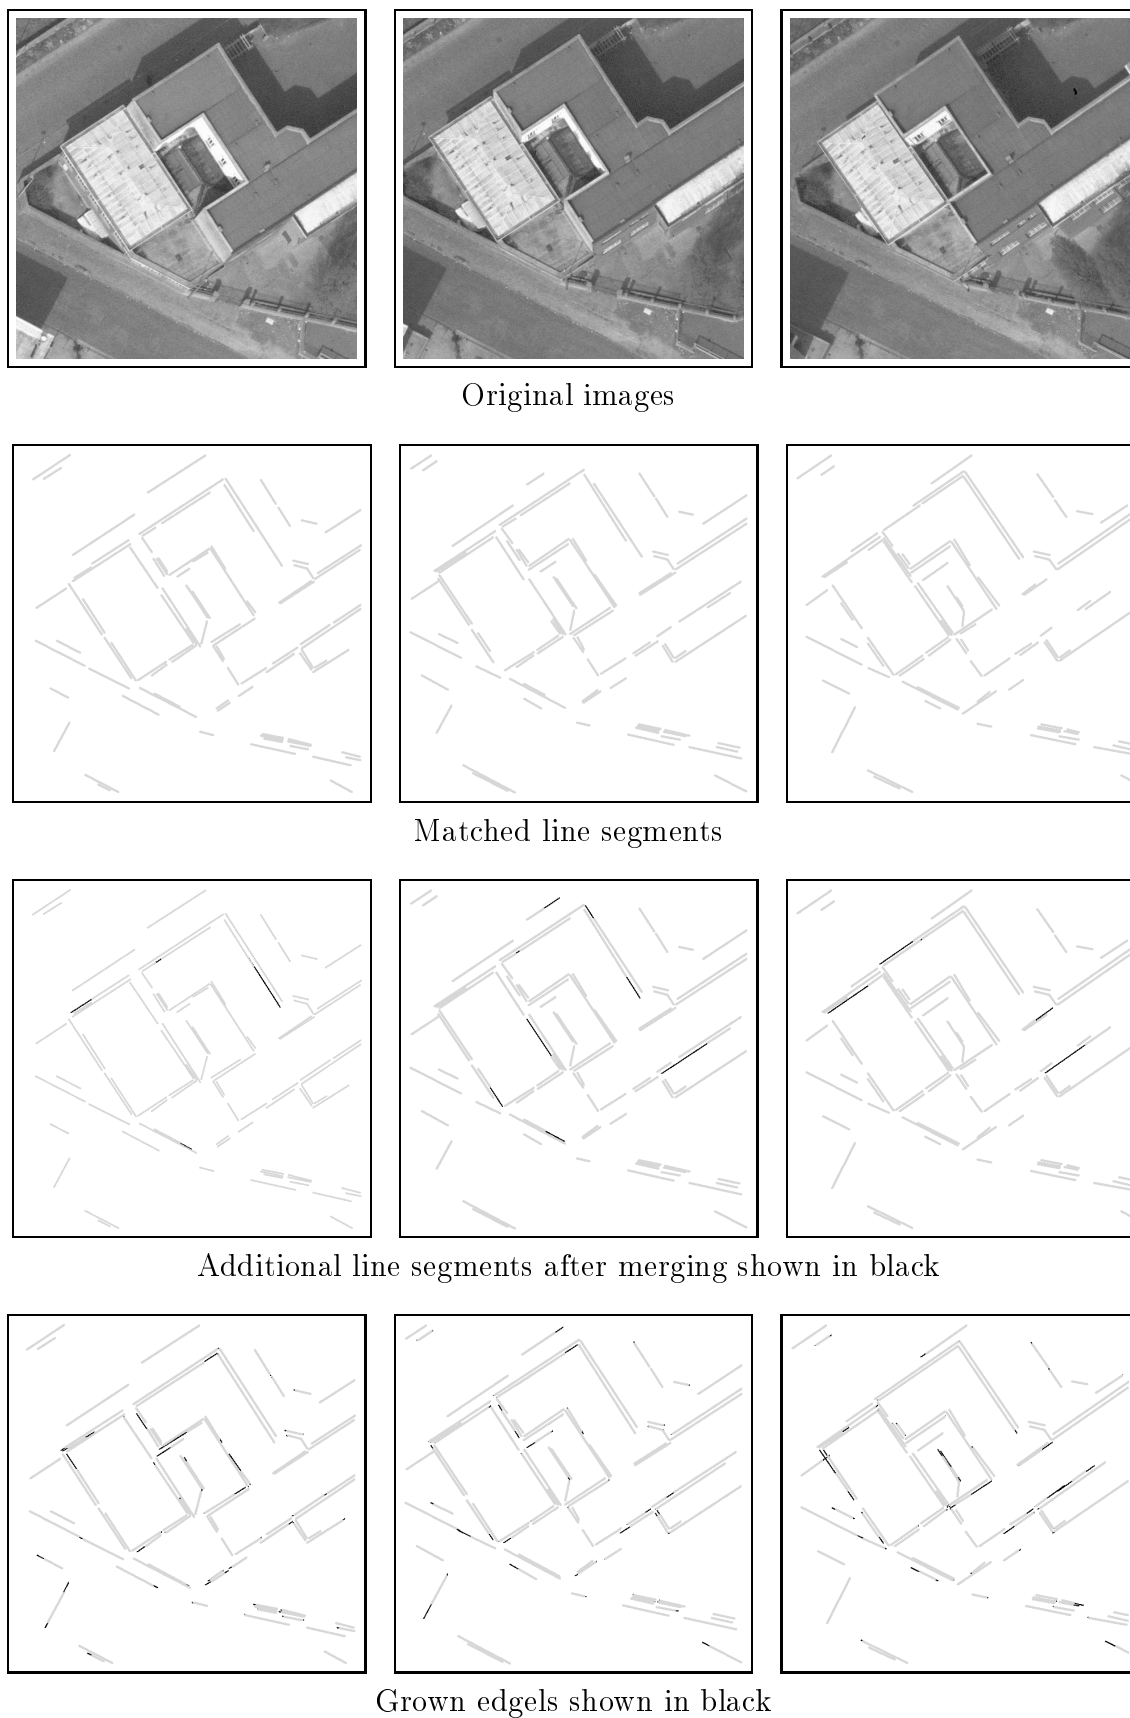 Original images
Matched line segments
Additional line segments after merging shown in black
Grown edgels shown in black